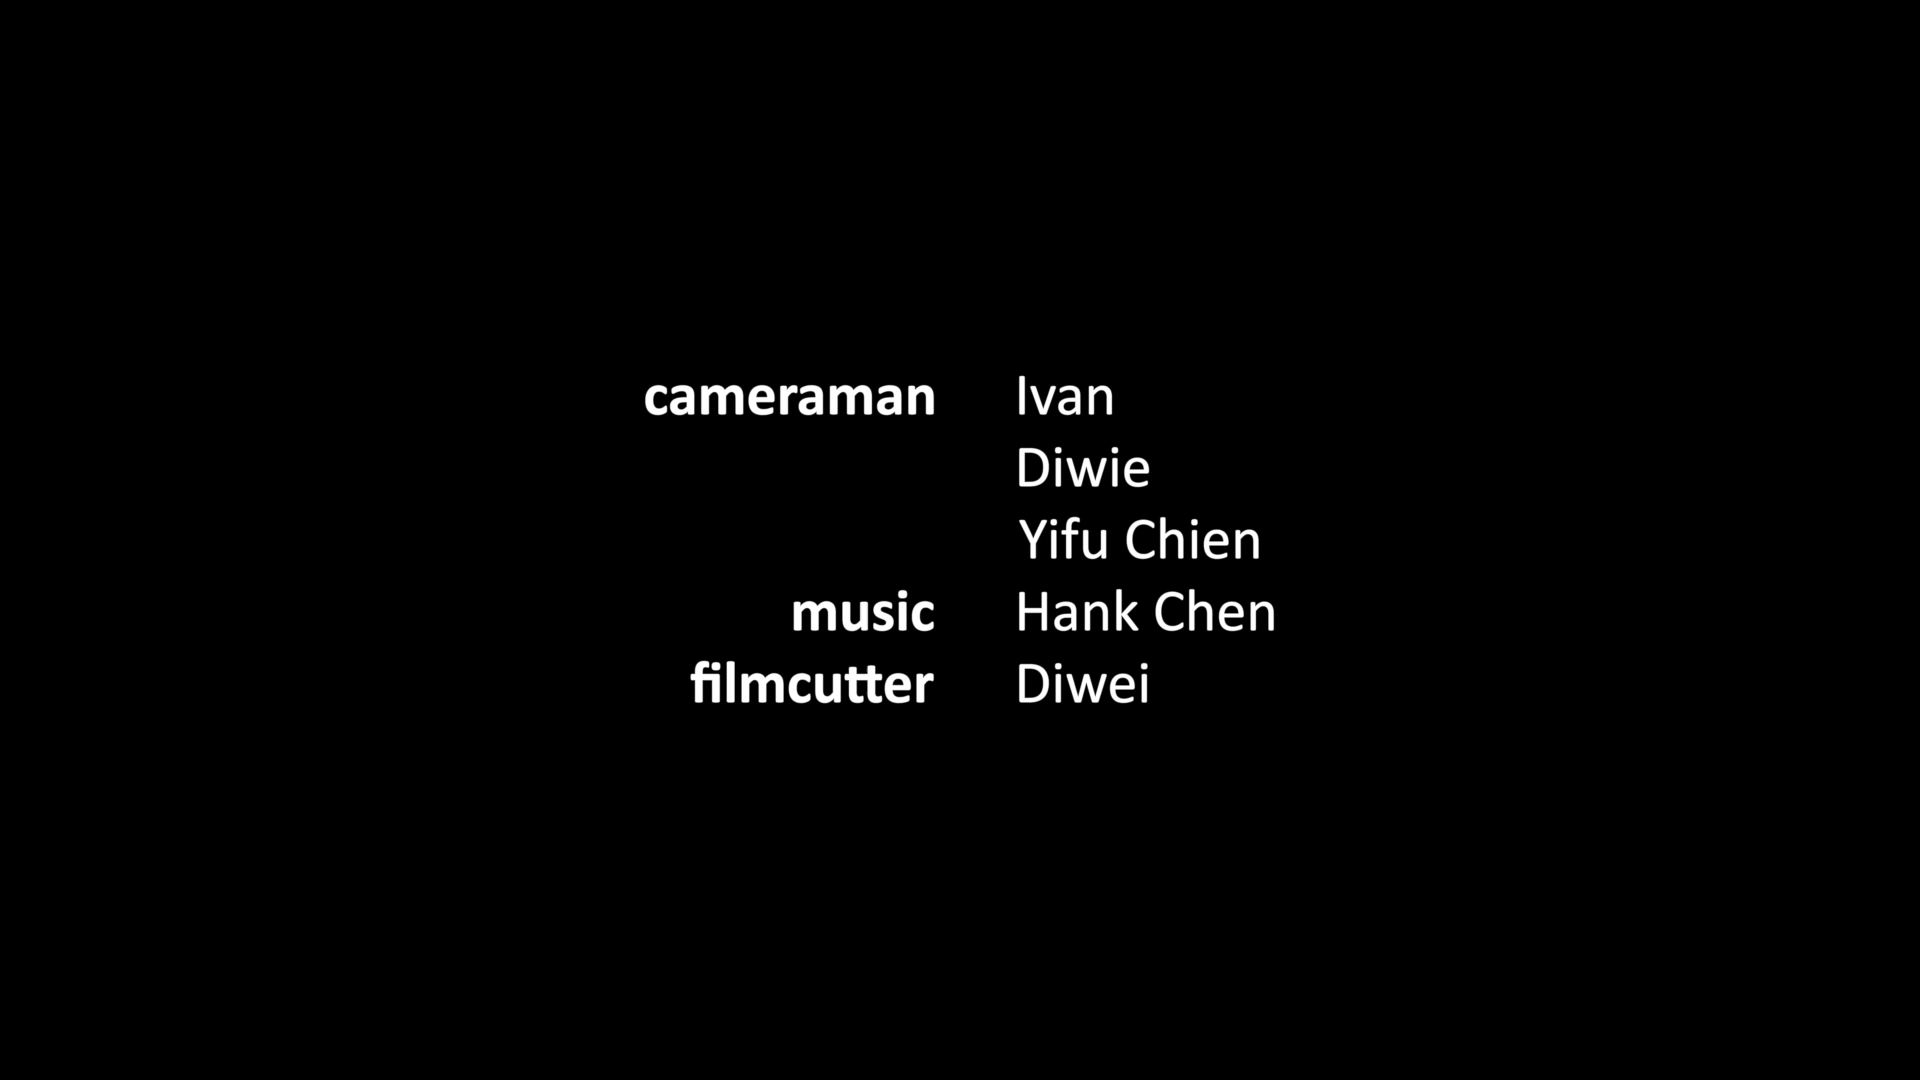 cameraman Ivan
Diwie
Yifu Chien
music Hank Chen
filmcutter Diwei